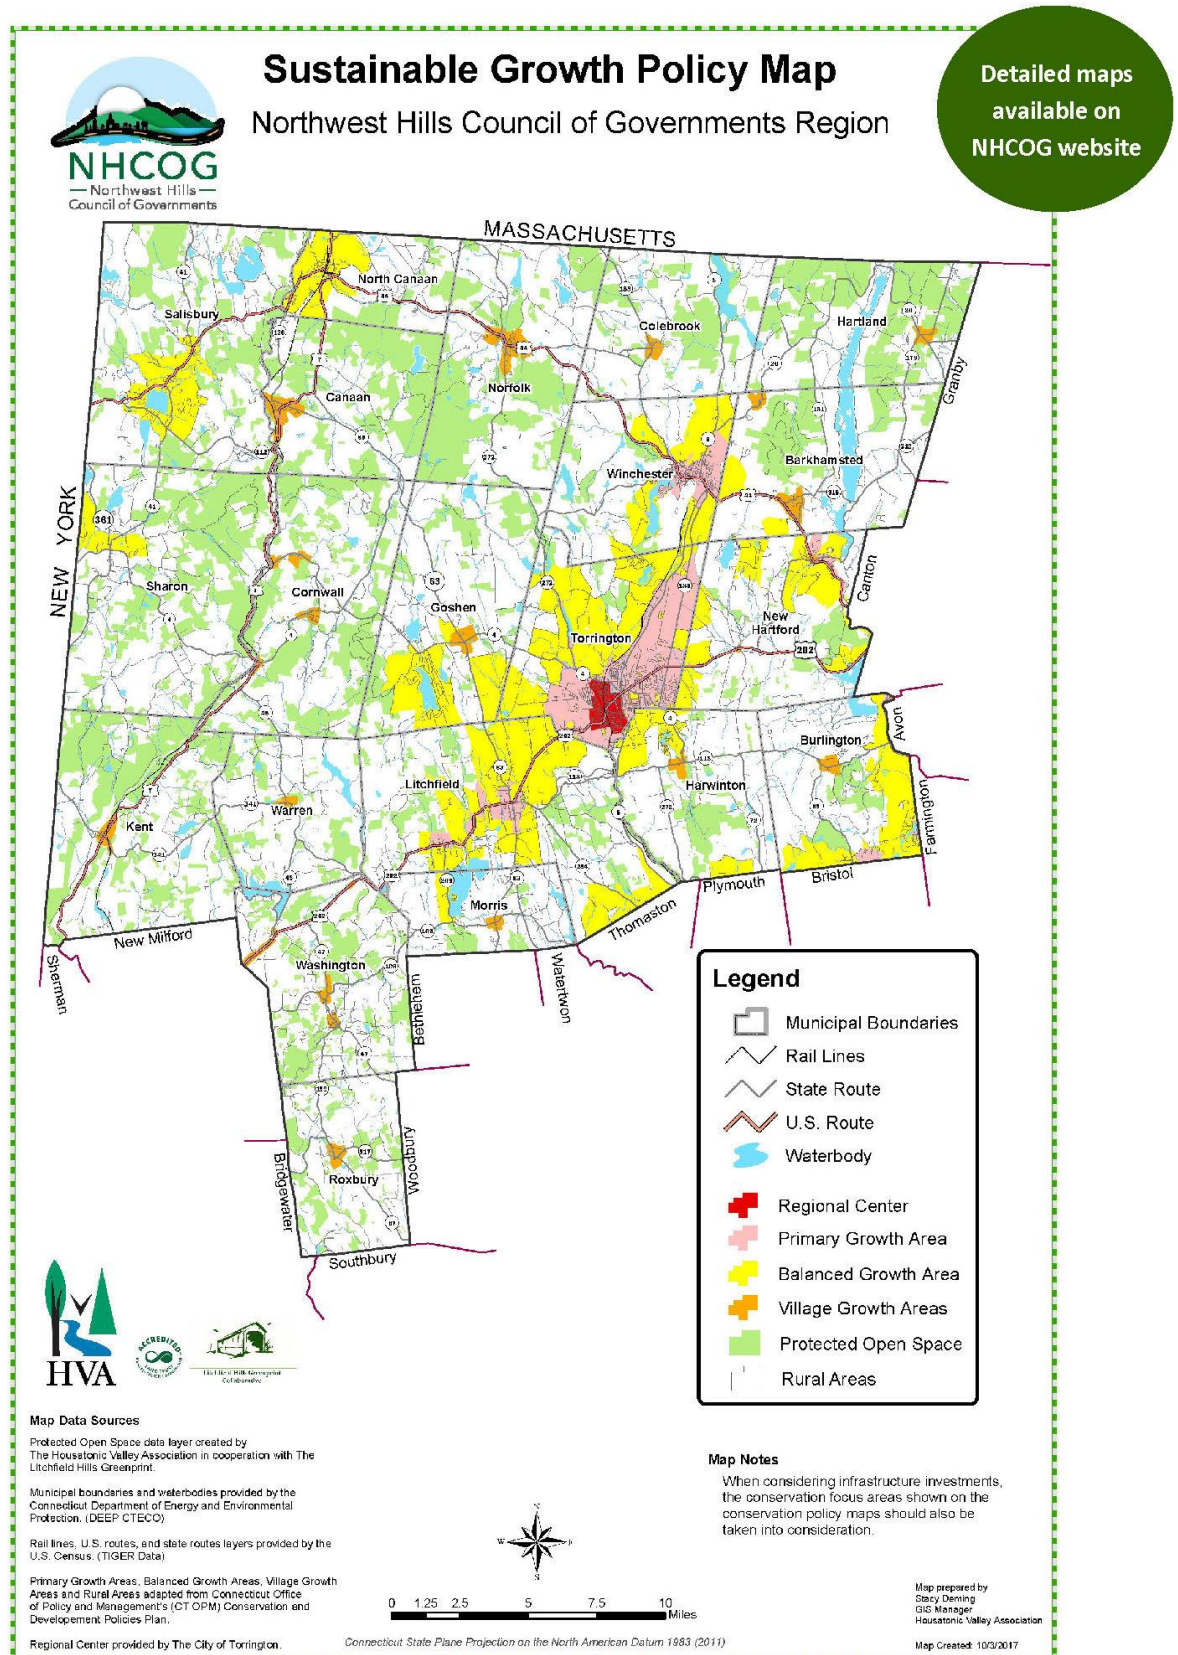 Sustainable Growth Policy Map
Northwest Hills Council of Governments Region
Detailed maps
available on
NHCOG website
NHCOG
Northwest Hills
Council of Governments
MASSACHUSETTS
North Canaan
Salisbury
Colebrook
Hartland
Granby
Canaan
Norfolk
Winchester
Barkhamsted
NEW YORK
361
Sharon
Cornwall
63
Goshen
Canton
New
Hartford
Torrington
202
Avon
Burlington
Litchfield
Harwinton
Warren
Kent
Farmington
Plymouth
Bristol
Morris
Thomaston
New Milford
Sherman
Washington
Bethlehem
Watertwon
Roxbury
Woodbury
Bridgewater
Southbury
Legend
Municipal Boundaries
Rail Lines
State Route
U.S. Route
Waterbody
Regional Center
Primary Growth Area
Balanced Growth Area
Village Growth Areas
Protected Open Space
Rural Areas
HVA
ACCREDITED
Litchfield Hills Greenprint
Collaborative
Map Data Sources
Protected Open Space data layer created by
The Housatonic Valley Association in cooperation with The
Litchfield Hills Greenprint.
Municipal boundaries and waterbodies provided by the
Connecticut Department of Energy and Environmental
Protection. (DEEP CTECO)
Rail lines, U.S. routes, and state routes layers provided by the
U.S. Census. (TIGER Data)
Primary Growth Areas, Balanced Growth Areas, Village Growth
Areas and Rural Areas adapted from Connecticut Office
of Policy and Management's (CT OPM) Conservation and
Developement Policies Plan.
Regional Center provided by The City of Torrington.
Map Notes
When considering infrastructure investments,
the conservation focus areas shown on the
conservation policy maps should also be
taken into consideration.
N
W
E
S
0 1.25 2.5 5 7.5 10
Miles
Connecticut State Plane Projection on the North American Datum 1983 (2011)
Map prepared by
Stacy Deming
GIS Manager
Housatonic Valley Association
Map Created: 10/3/2017